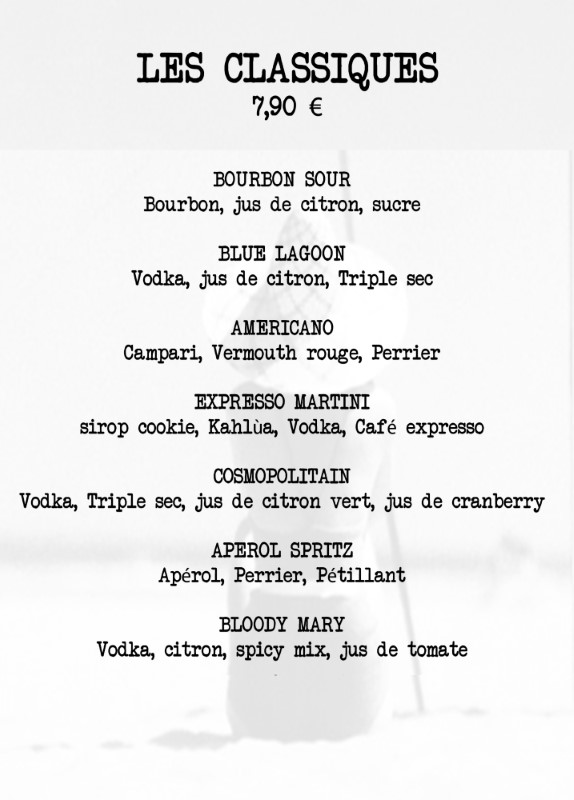 LES CLASSIQUES
7,90 €
BOURBON SOUR
Bourbon, jus de citron, sucre
BLUE LAGOON
Vodka, jus de citron, Triple sec
AMERICANO
Campari, Vermouth rouge, Perrier
EXPRESSO MARTINI
sirop cookie, Kahlùa, Vodka, Café expresso
COSMOPOLITAIN
Vodka, Triple sec, jus de citron vert, jus de cranberry
APEROL SPRITZ
Apérol, Perrier, Pétillant
BLOODY MARY
Vodka, citron, spicy mix, jus de tomate